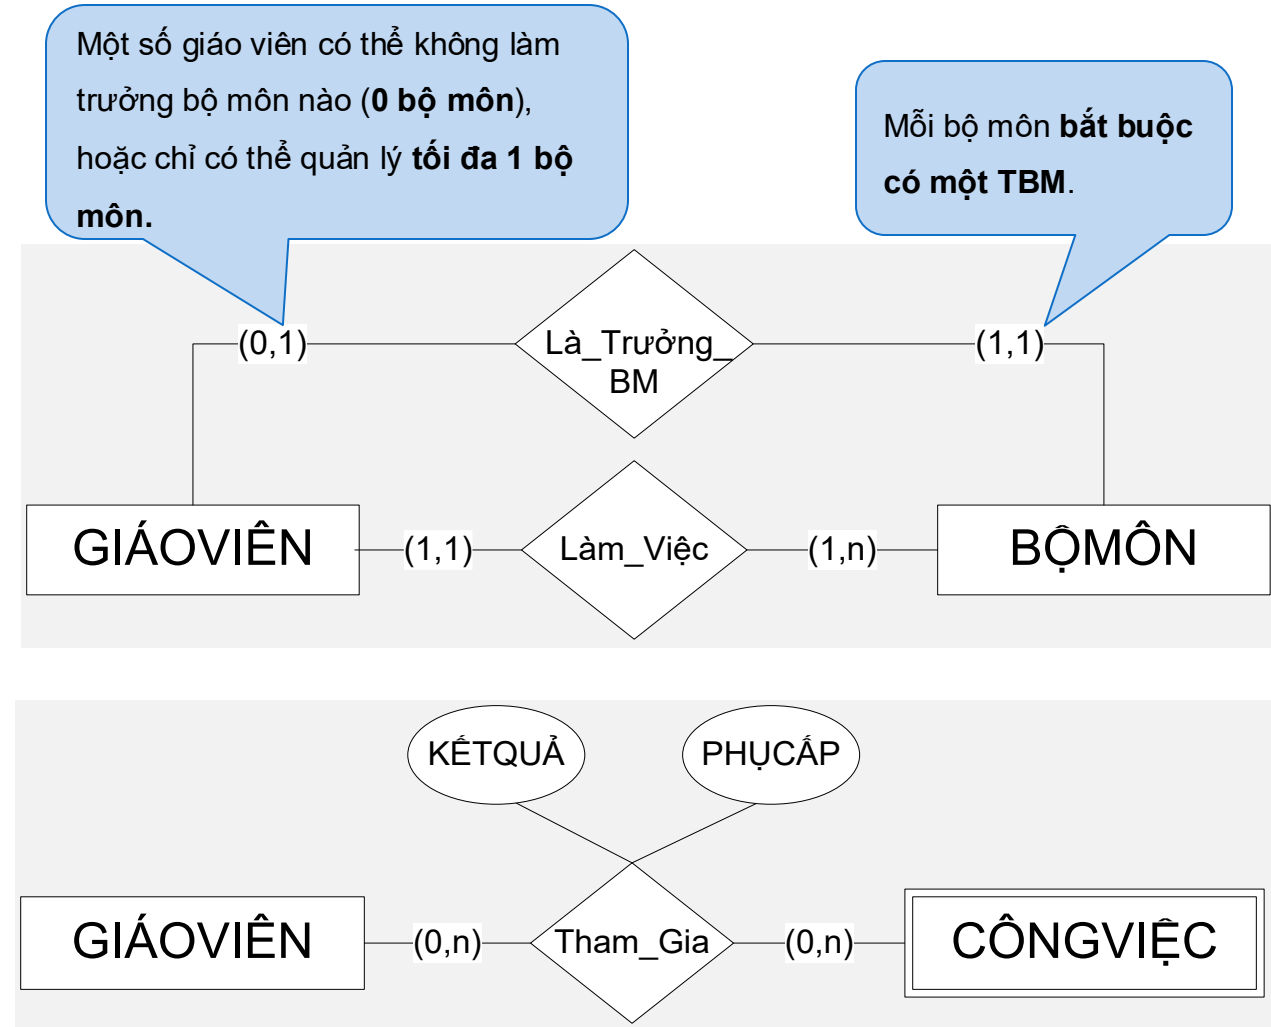 Một số giáo viên có thể không làm
trưởng bộ môn nào (0 bộ môn),
hoặc chỉ có thể quản lý tối đa 1 bộ
môn.
Mỗi bộ môn bắt buộc
có một TBM.
(0,1)
Là_Trưởng_
BM
(1,1)
GIÁOVIÊN
(1,1)
Làm_Việc
(1,n)
BỘMÔN
KẾTQUẢ
PHỤCẤP
GIÁOVIÊN
(0,n)
Tham_Gia
(0,n)
CÔNGVIỆC